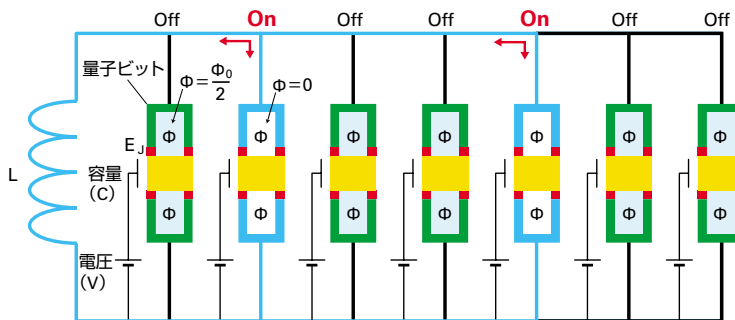 Off On Off Off On Off Off
量子ビット
Φ=Φ₀/2
Φ=0
Φ Φ Φ Φ Φ Φ Φ
EJ
L
容量
(C)
Φ Φ Φ Φ Φ Φ Φ
電圧
(V)